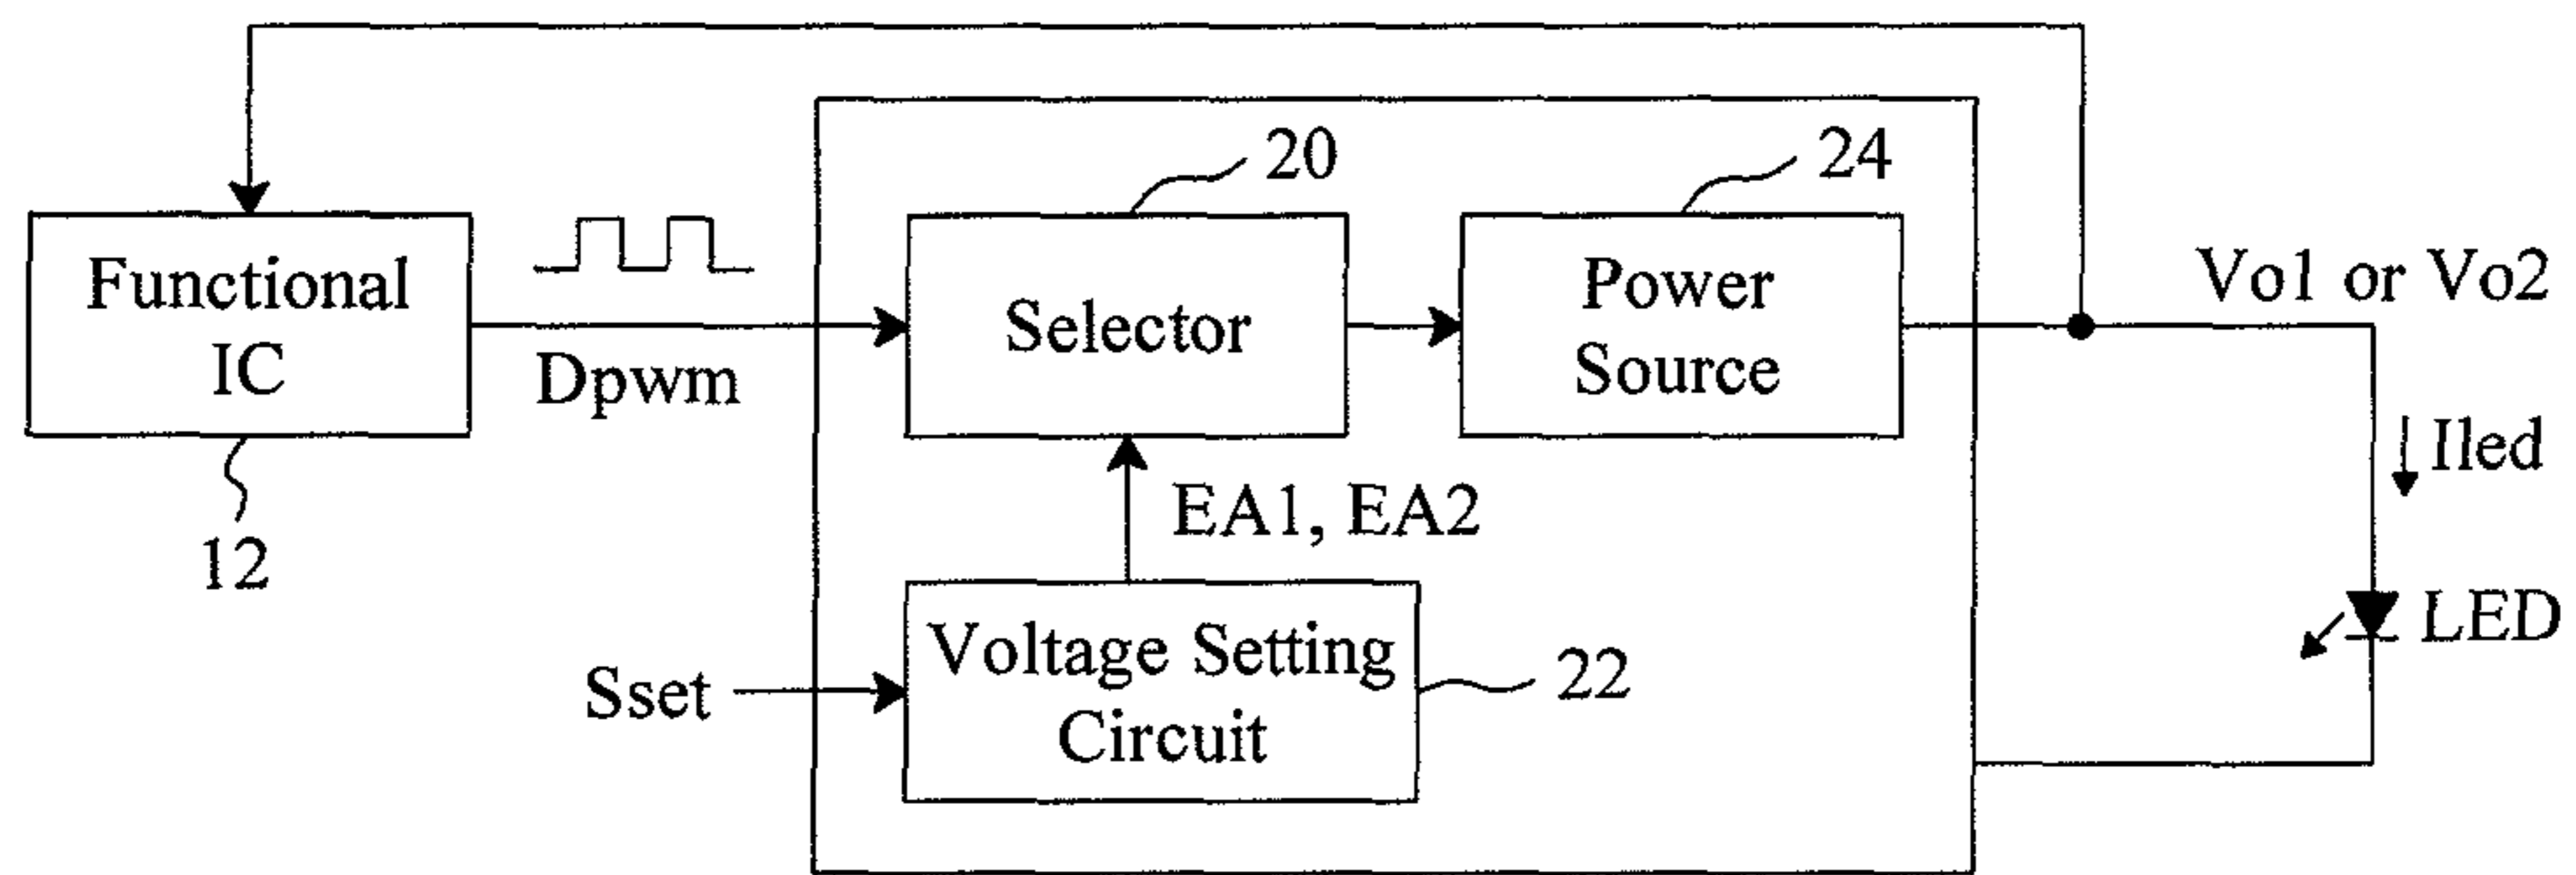 20
24
Functional
IC
Dpwm
Selector
Power
Source
Vo1 or Vo2
Iled
12
EA1, EA2
LED
Sset
Voltage Setting
Circuit
22